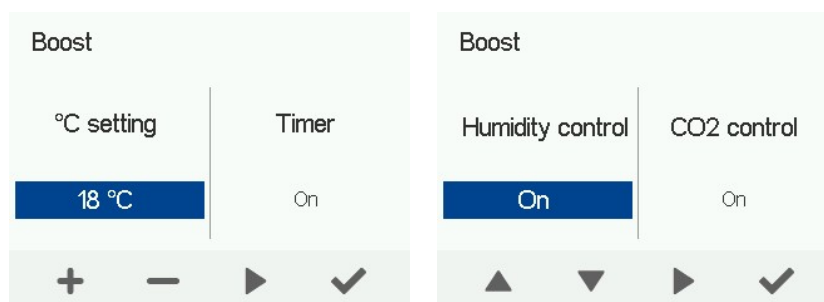 Boost
°C setting
Timer
18 °C
On
Boost
Humidity control
CO2 control
On
On